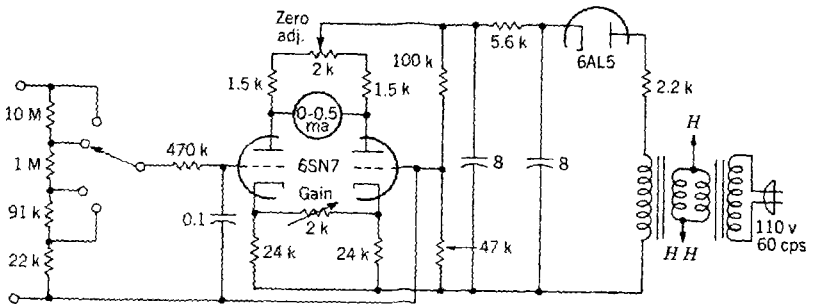 Zero
adj.
2 k
1.5 k
1.5 k
100 k
5.6 k
6AL5
2.2 k
0-0.5
ma
10 M
1 M
91 k
22 k
470 k
0.1
6SN7
Gain
2 k
24 k
24 k
47 k
8
8
H
H H
110 v
60 cps